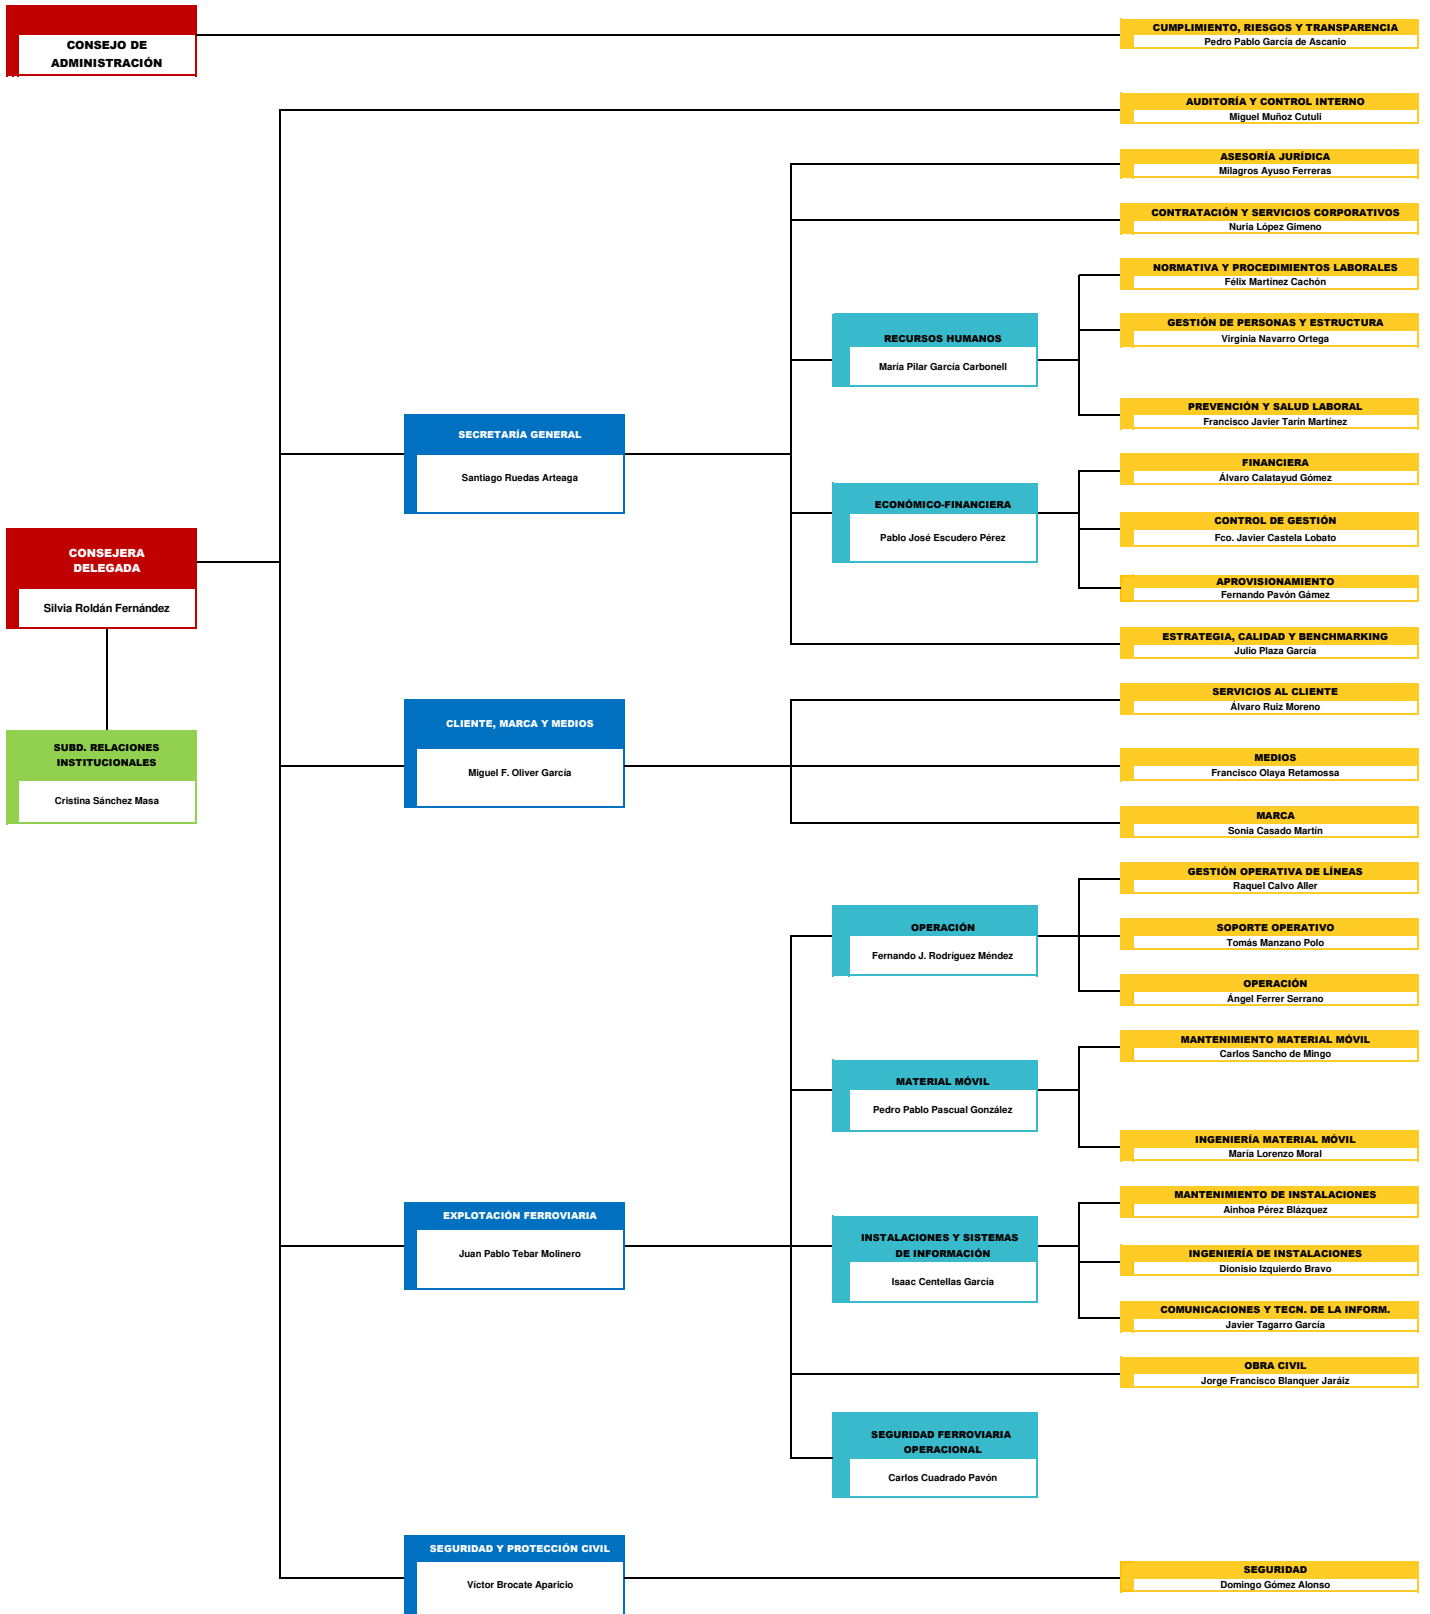 CONSEJO DE
ADMINISTRACIÓN
CUMPLIMIENTO, RIESGOS Y TRANSPARENCIA
Pedro Pablo García de Ascanio
AUDITORÍA Y CONTROL INTERNO
Miguel Muñoz Cutuli
ASESORÍA JURÍDICA
Milagros Ayuso Ferreras
CONTRATACIÓN Y SERVICIOS CORPORATIVOS
Nuria López Gimeno
NORMATIVA Y PROCEDIMIENTOS LABORALES
Félix Martínez Cachón
GESTIÓN DE PERSONAS Y ESTRUCTURA
Virginia Navarro Ortega
RECURSOS HUMANOS
María Pilar García Carbonell
PREVENCIÓN Y SALUD LABORAL
Francisco Javier Tarín Martínez
SECRETARÍA GENERAL
Santiago Ruedas Arteaga
FINANCIERA
Álvaro Calatayud Gómez
ECONÓMICO-FINANCIERA
Pablo José Escudero Pérez
CONTROL DE GESTIÓN
Fco. Javier Castela Lobato
CONSEJERA
DELEGADA
Silvia Roldán Fernández
APROVISIONAMIENTO
Fernando Pavón Gámez
ESTRATEGIA, CALIDAD Y BENCHMARKING
Julio Plaza García
SERVICIOS AL CLIENTE
Álvaro Ruiz Moreno
CLIENTE, MARCA Y MEDIOS
Miguel F. Oliver García
SUBD. RELACIONES
INSTITUCIONALES
Cristina Sánchez Masa
MEDIOS
Francisco Olaya Retamossa
MARCA
Sonia Casado Martín
GESTIÓN OPERATIVA DE LÍNEAS
Raquel Calvo Aller
OPERACIÓN
Fernando J. Rodríguez Méndez
SOPORTE OPERATIVO
Tomás Manzano Polo
OPERACIÓN
Ángel Ferrer Serrano
MANTENIMIENTO MATERIAL MÓVIL
Carlos Sancho de Mingo
MATERIAL MÓVIL
Pedro Pablo Pascual González
INGENIERÍA MATERIAL MÓVIL
María Lorenzo Moral
MANTENIMIENTO DE INSTALACIONES
Ainhoa Pérez Blázquez
EXPLOTACIÓN FERROVIARIA
Juan Pablo Tebar Molinero
INSTALACIONES Y SISTEMAS
DE INFORMACIÓN
Isaac Centellas García
INGENIERÍA DE INSTALACIONES
Dionisio Izquierdo Bravo
COMUNICACIONES Y TECN. DE LA INFORM.
Javier Tagarro García
OBRA CIVIL
Jorge Francisco Blanquer Jaráiz
SEGURIDAD FERROVIARIA
OPERACIONAL
Carlos Cuadrado Pavón
SEGURIDAD Y PROTECCIÓN CIVIL
Víctor Brocate Aparicio
SEGURIDAD
Domingo Gómez Alonso